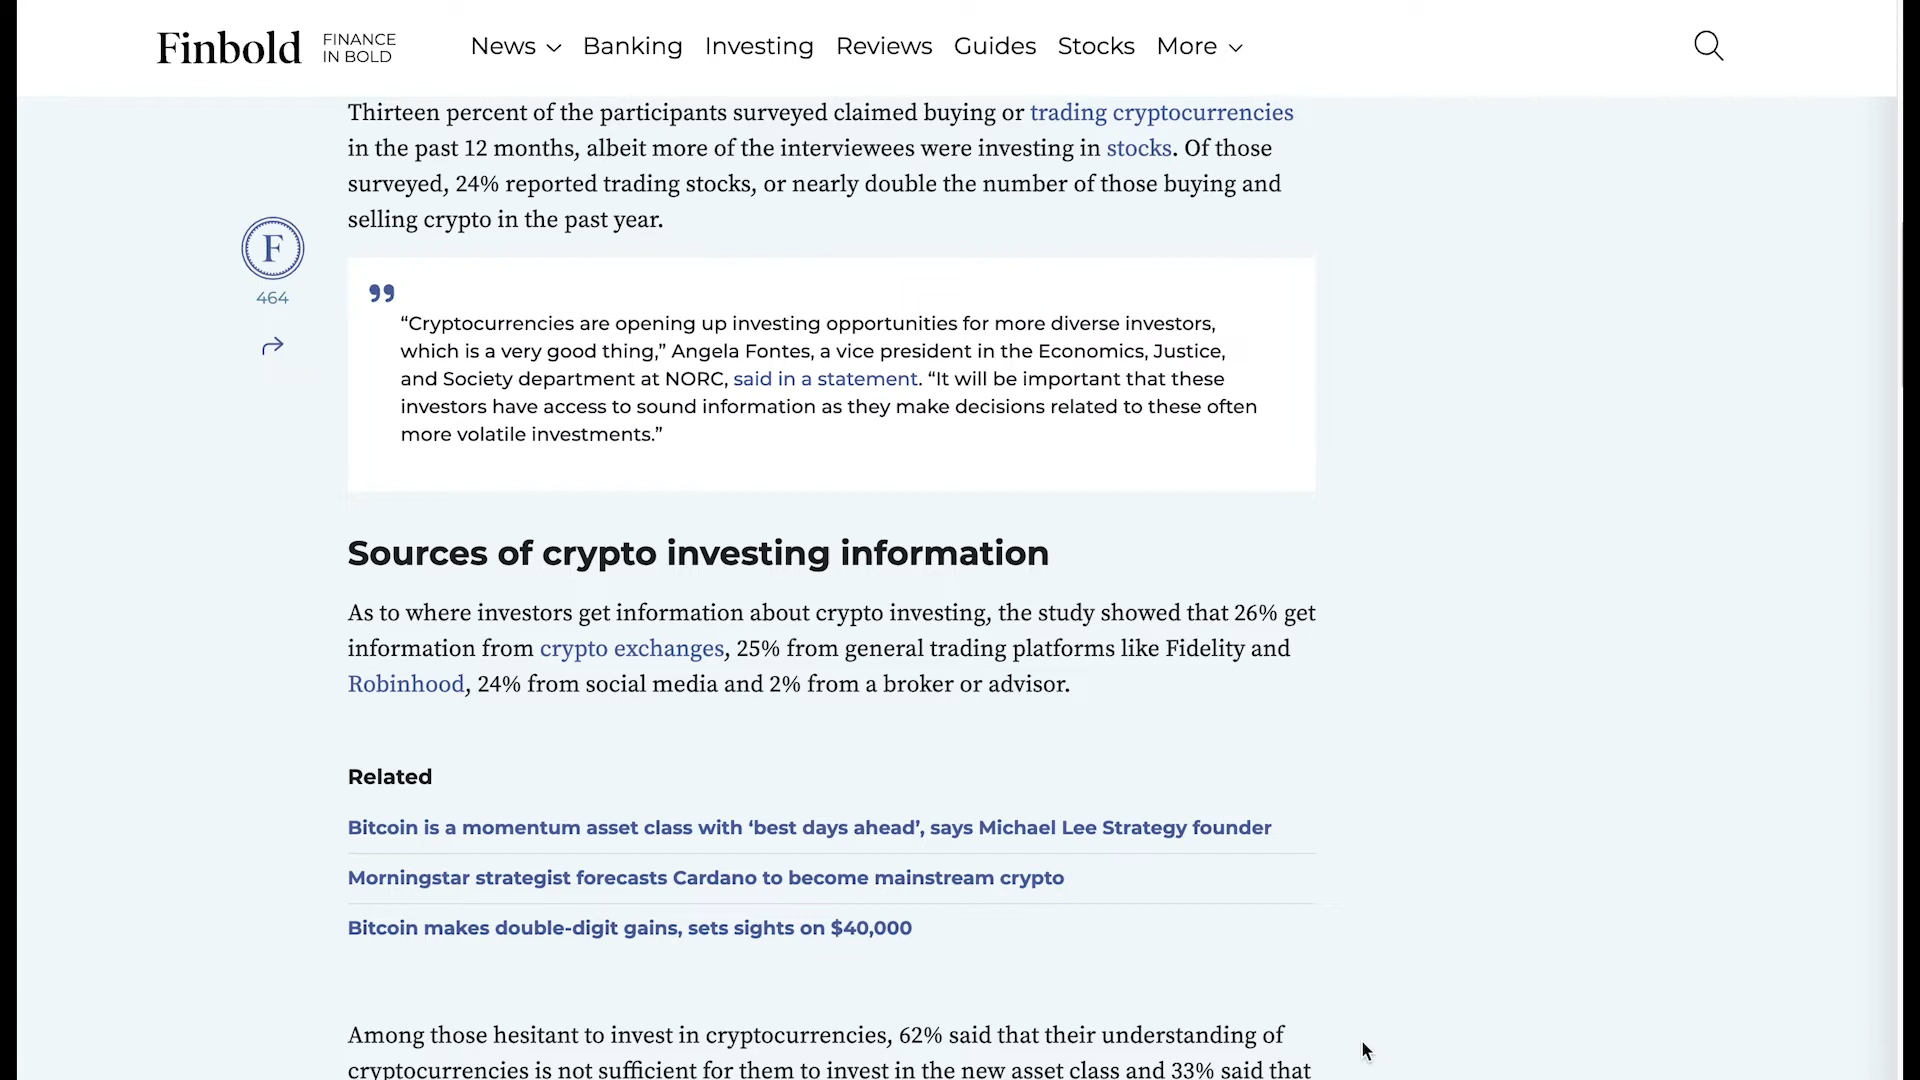 Finbold FINANCE IN BOLD News Banking Investing Reviews Guides Stocks More
Thirteen percent of the participants surveyed claimed buying or trading cryptocurrencies
in the past 12 months, albeit more of the interviewees were investing in stocks. Of those
surveyed, 24% reported trading stocks, or nearly double the number of those buying and
selling crypto in the past year.
F
464
”
“Cryptocurrencies are opening up investing opportunities for more diverse investors,
which is a very good thing,” Angela Fontes, a vice president in the Economics, Justice,
and Society department at NORC, said in a statement. “It will be important that these
investors have access to sound information as they make decisions related to these often
more volatile investments.”
Sources of crypto investing information
As to where investors get information about crypto investing, the study showed that 26% get
information from crypto exchanges, 25% from general trading platforms like Fidelity and
Robinhood, 24% from social media and 2% from a broker or advisor.
Related
Bitcoin is a momentum asset class with ‘best days ahead’, says Michael Lee Strategy founder
Morningstar strategist forecasts Cardano to become mainstream crypto
Bitcoin makes double-digit gains, sets sights on $40,000
Among those hesitant to invest in cryptocurrencies, 62% said that their understanding of
cryptocurrencies is not sufficient for them to invest in the new asset class and 33% said that